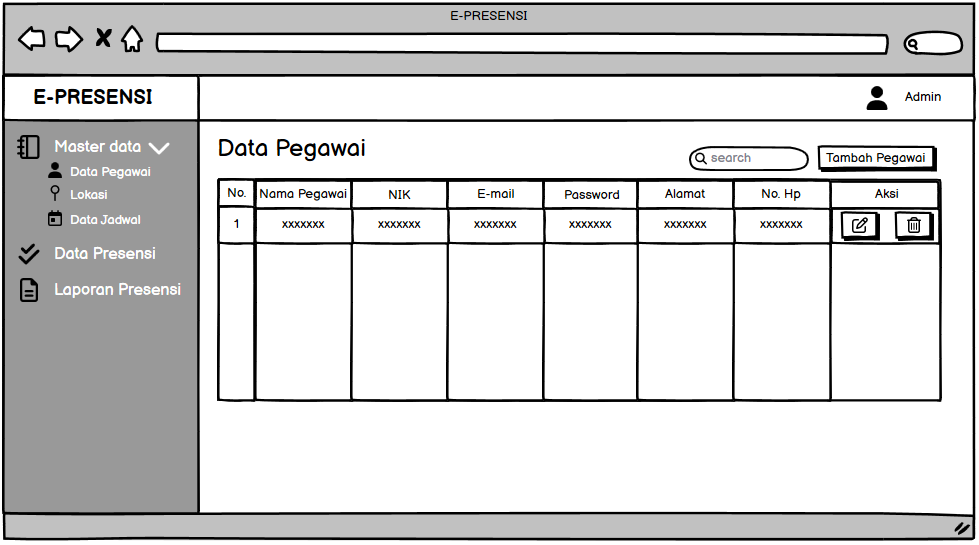 E-PRESENSI
E-PRESENSI
Admin
Master data
Data Pegawai
Lokasi
Data Jadwal
Data Presensi
Laporan Presensi
Data Pegawai
search
Tambah Pegawai
No. Nama Pegawai NIK E-mail Password Alamat No. Hp Aksi
1 xxxxxxx xxxxxxx xxxxxxx xxxxxxx xxxxxxx xxxxxxx